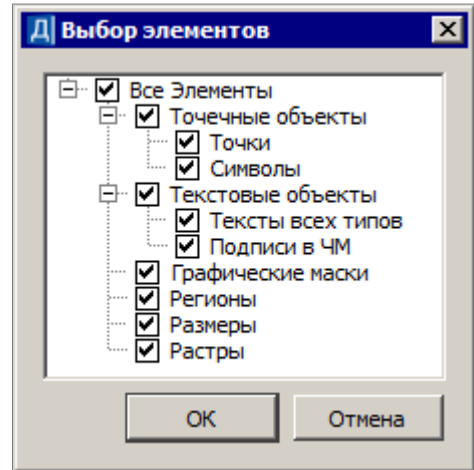 Д Выбор элементов
Все Элементы
Точечные объекты
Точки
Символы
Текстовые объекты
Тексты всех типов
Подписи в ЧМ
Графические маски
Регионы
Размеры
Растры
ОК Отмена